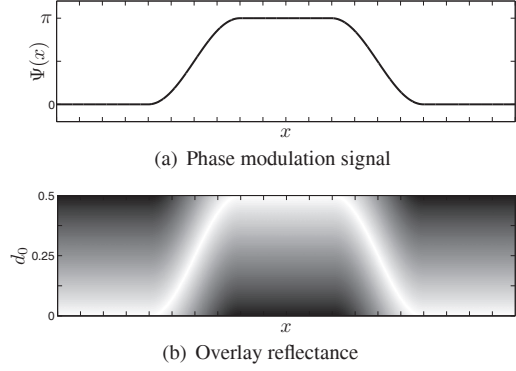 π
Ψ(x)
0
x
(a) Phase modulation signal
0.5
d₀
0.25
0
x
(b) Overlay reflectance